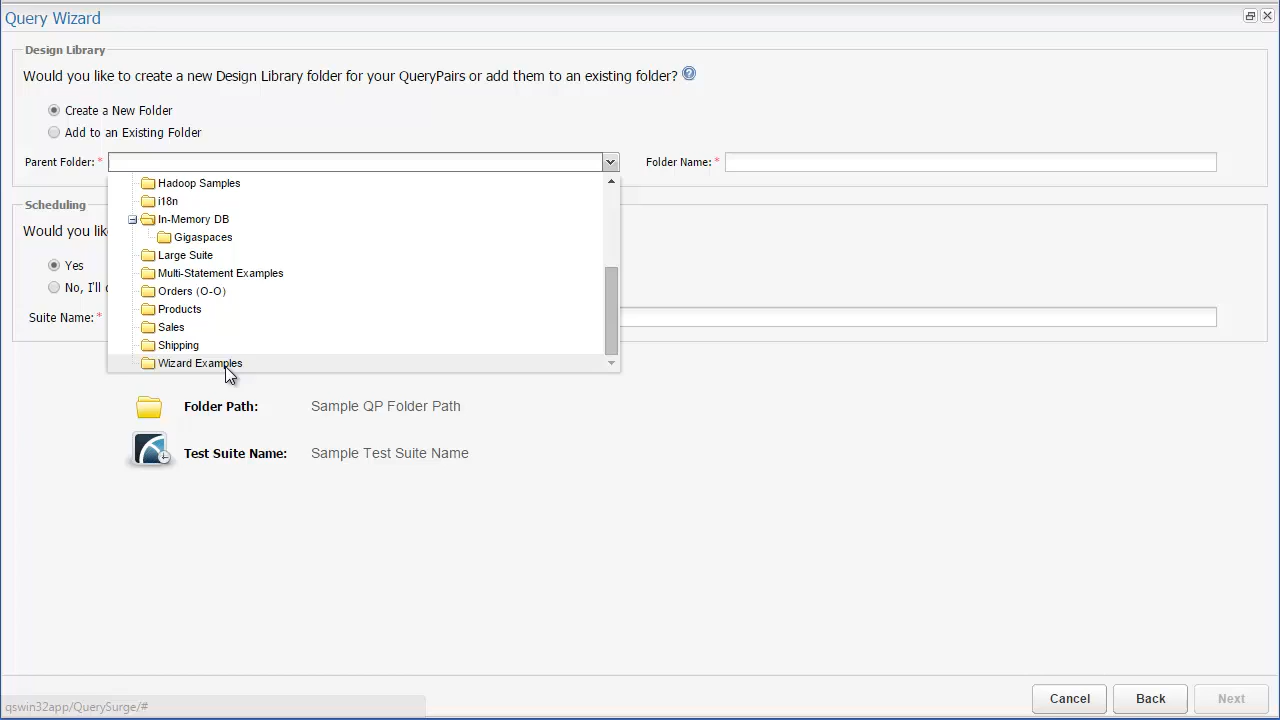 Query Wizard
Design Library
Would you like to create a new Design Library folder for your QueryPairs or add them to an existing folder?
Create a New Folder
Add to an Existing Folder
Parent Folder: *
Folder Name: *
Hadoop Samples
i18n
In-Memory DB
Gigaspaces
Large Suite
Multi-Statement Examples
Orders (O-O)
Products
Sales
Shipping
Wizard Examples
Scheduling
Would you lik
Yes
No, I'll
Suite Name: *
Folder Path: Sample QP Folder Path
Test Suite Name: Sample Test Suite Name
qswin32app/QuerySurge/#
Cancel
Back
Next